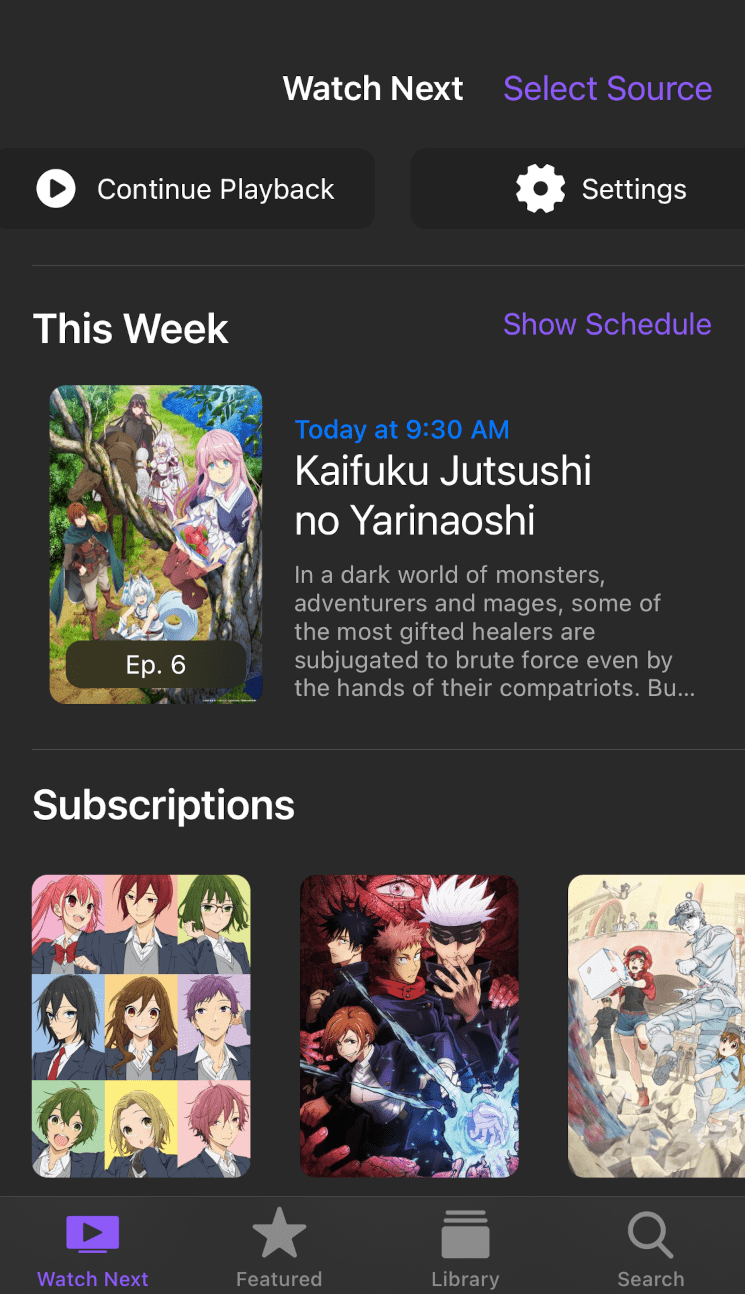 Watch Next
Select Source
Continue Playback
Settings
This Week
Show Schedule
Today at 9:30 AM
Kaifuku Jutsushi
no Yarinaoshi
In a dark world of monsters,
adventurers and mages, some of
the most gifted healers are
subjugated to brute force even by
the hands of their compatriots. Bu...
Ep. 6
Subscriptions
Watch Next
Featured
Library
Search